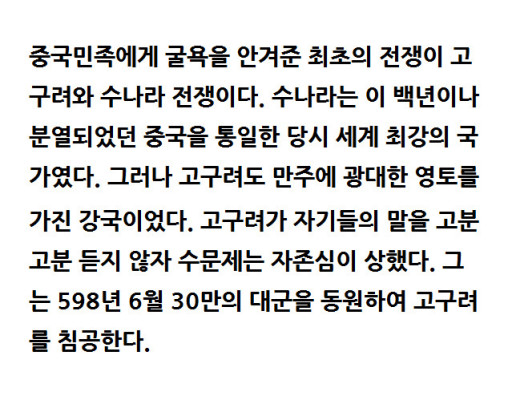 중국민족에게 굴욕을 안겨준 최초의 전쟁이 고
구려와 수나라 전쟁이다. 수나라는 이 백년이나
분열되었던 중국을 통일한 당시 세계 최강의 국
가였다. 그러나 고구려도 만주에 광대한 영토를
가진 강국이었다. 고구려가 자기들의 말을 고분
고분 듣지 않자 수문제는 자존심이 상했다. 그
는 598년 6월 30만의 대군을 동원하여 고구려
를 침공한다.